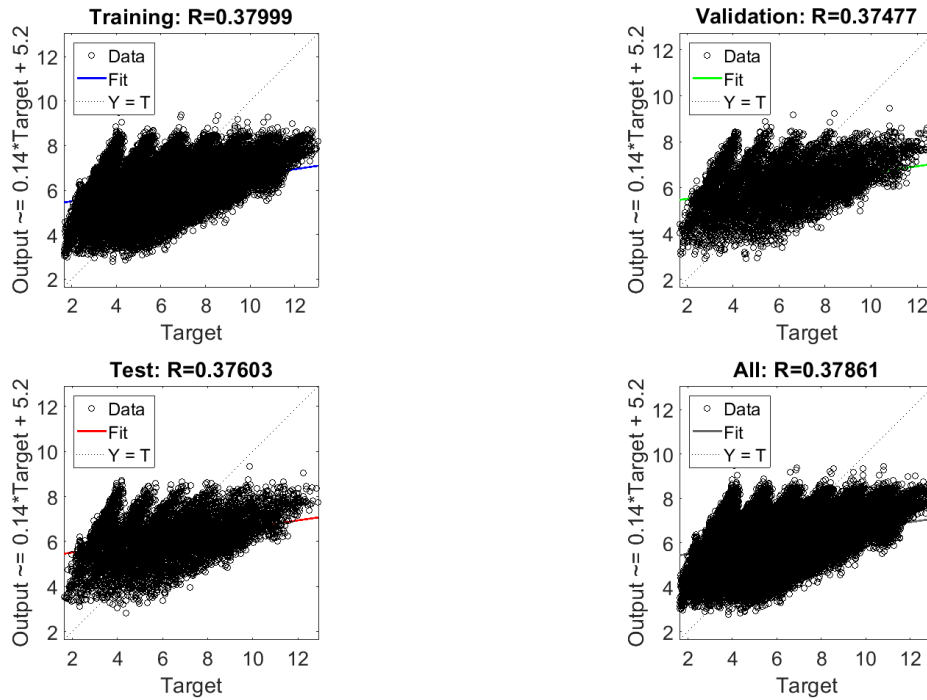 Training: R=0.37999
Output ~= 0.14*Target + 5.2
12
10
8
6
4
2
Data
Fit
Y = T
2 4 6 8 10 12
Target
Validation: R=0.37477
Output ~= 0.14*Target + 5.2
12
10
8
6
4
2
Data
Fit
Y = T
2 4 6 8 10 12
Target
Test: R=0.37603
Output ~= 0.14*Target + 5.2
12
10
8
6
4
2
Data
Fit
Y = T
2 4 6 8 10 12
Target
All: R=0.37861
Output ~= 0.14*Target + 5.2
12
10
8
6
4
2
Data
Fit
Y = T
2 4 6 8 10 12
Target